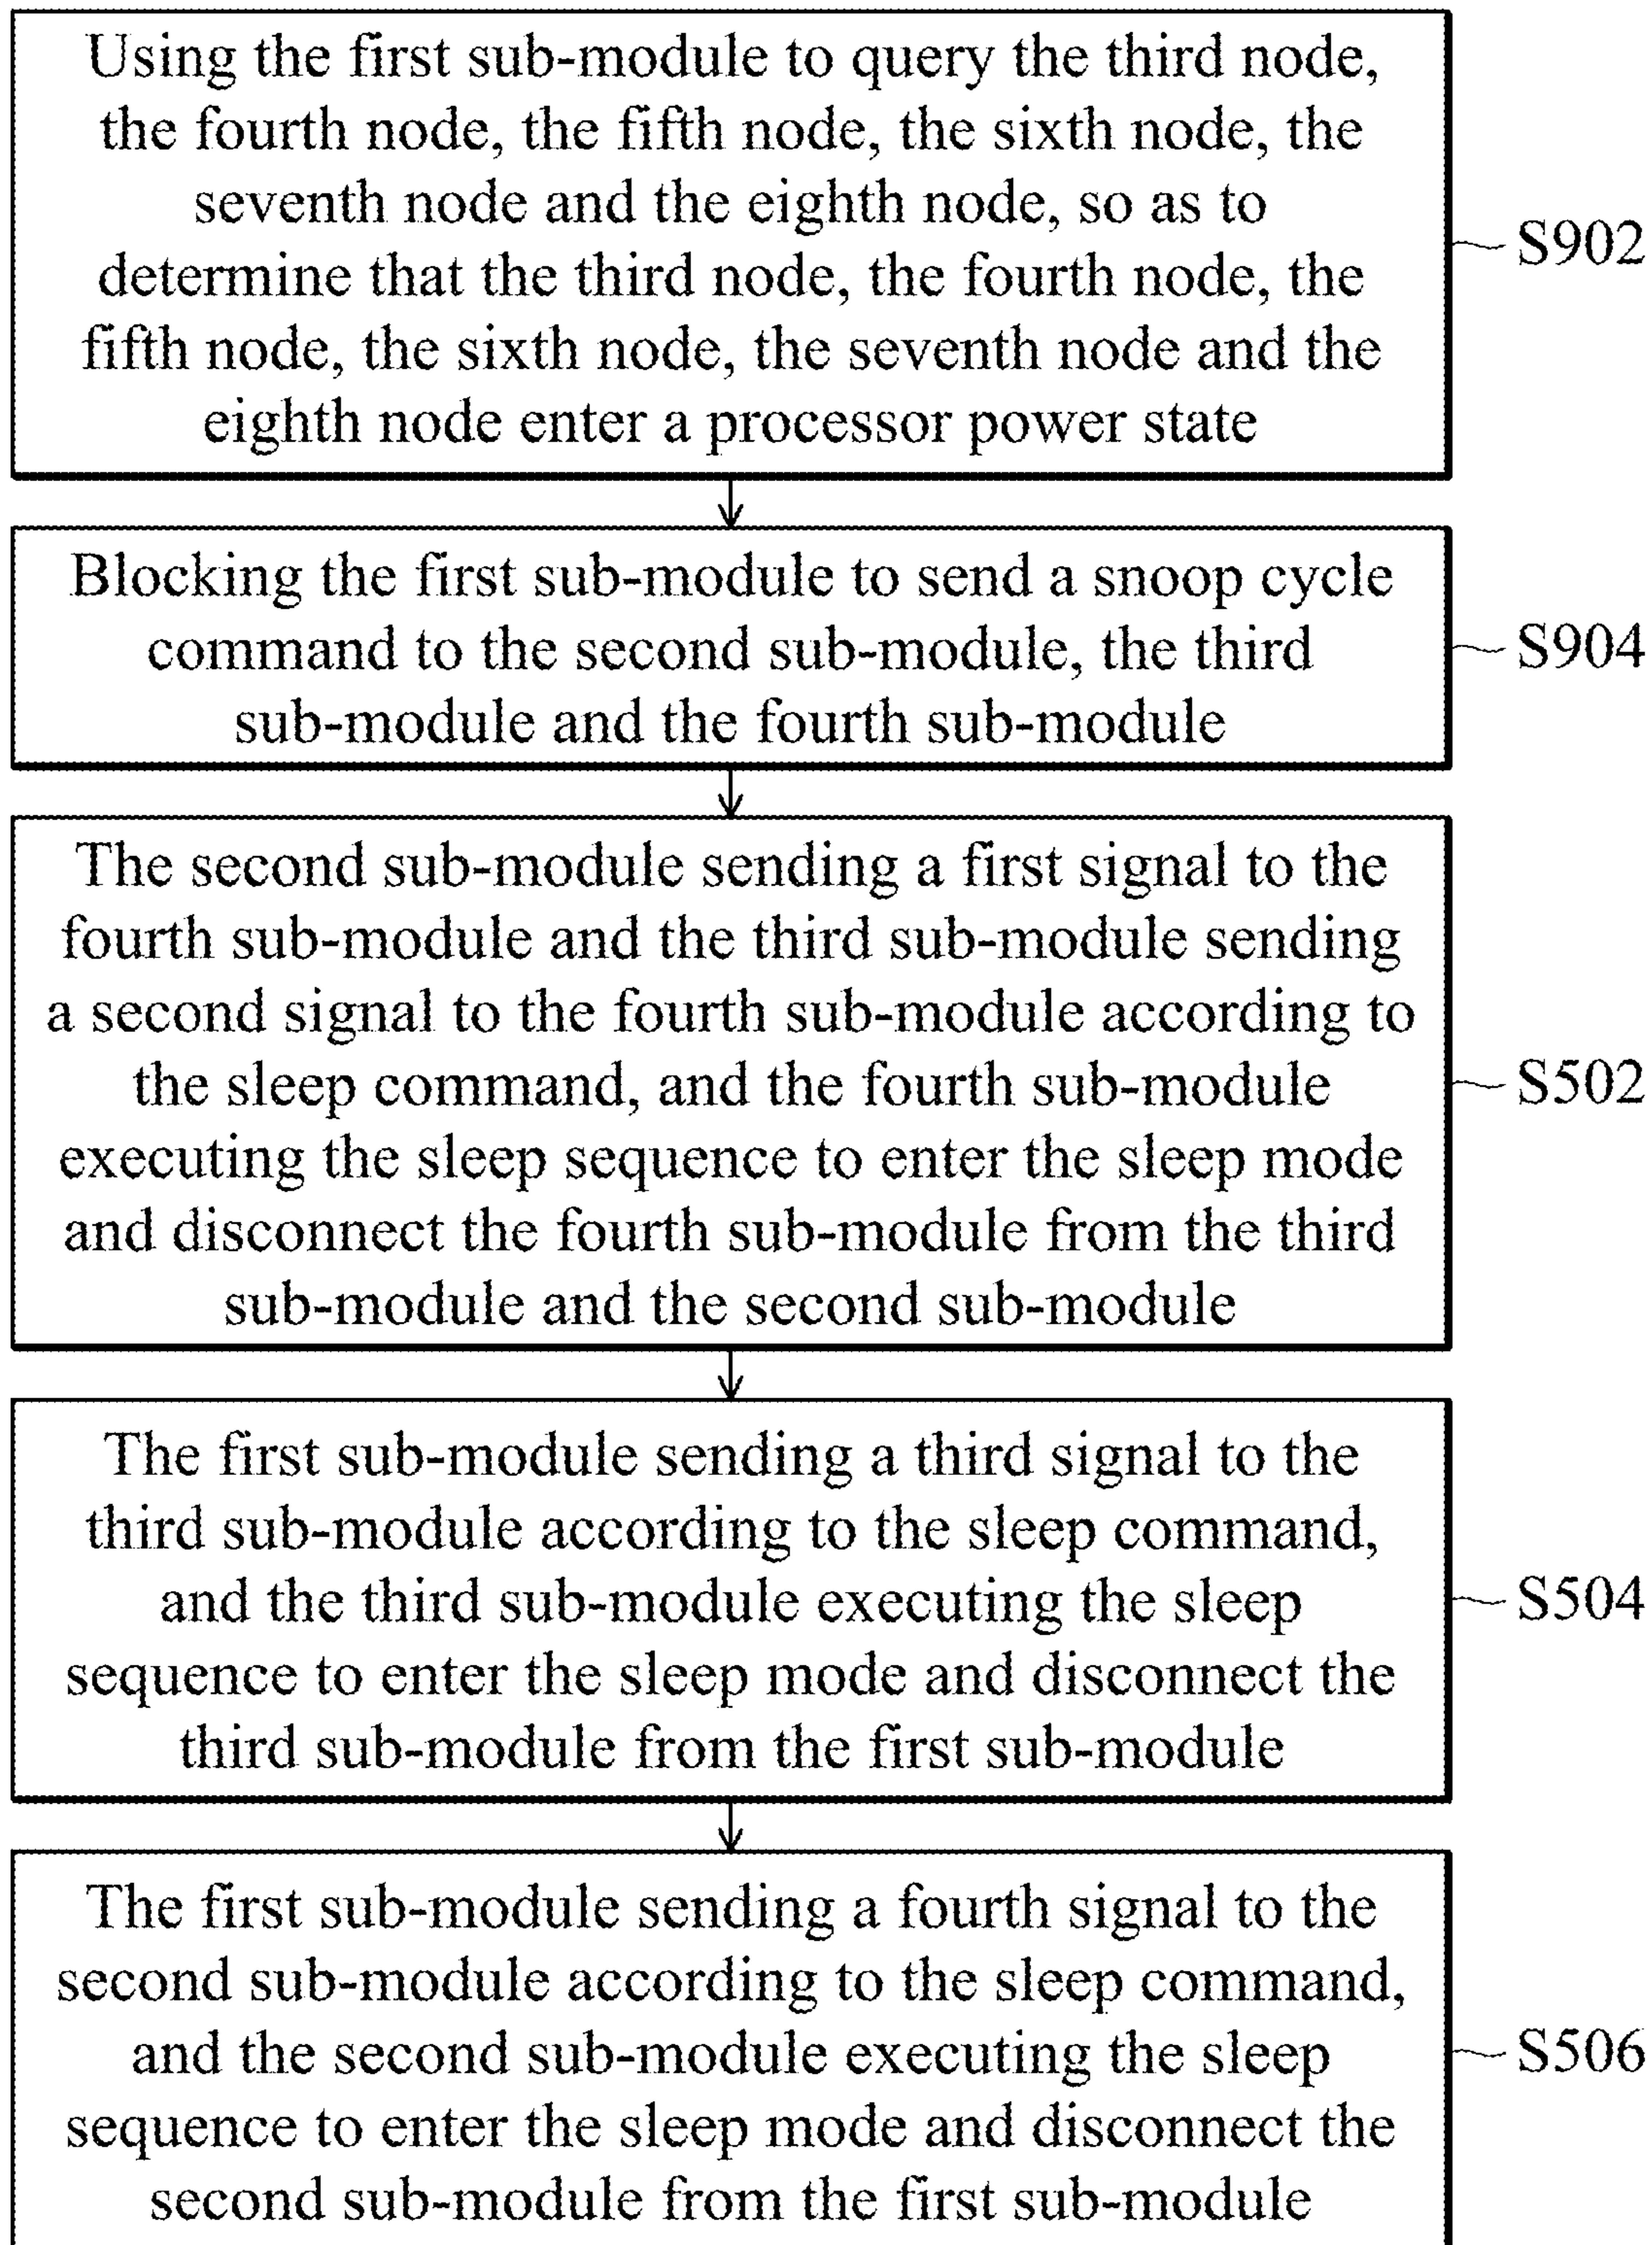 Using the first sub-module to query the third node,
the fourth node, the fifth node, the sixth node, the
seventh node and the eighth node, so as to
determine that the third node, the fourth node, the
fifth node, the sixth node, the seventh node and the
eighth node enter a processor power state
S902
Blocking the first sub-module to send a snoop cycle
command to the second sub-module, the third
sub-module and the fourth sub-module
S904
The second sub-module sending a first signal to the
fourth sub-module and the third sub-module sending
a second signal to the fourth sub-module according to
the sleep command, and the fourth sub-module
executing the sleep sequence to enter the sleep mode
and disconnect the fourth sub-module from the third
sub-module and the second sub-module
S502
The first sub-module sending a third signal to the
third sub-module according to the sleep command,
and the third sub-module executing the sleep
sequence to enter the sleep mode and disconnect the
third sub-module from the first sub-module
S504
The first sub-module sending a fourth signal to the
second sub-module according to the sleep command,
and the second sub-module executing the sleep
sequence to enter the sleep mode and disconnect the
second sub-module from the first sub-module
S506